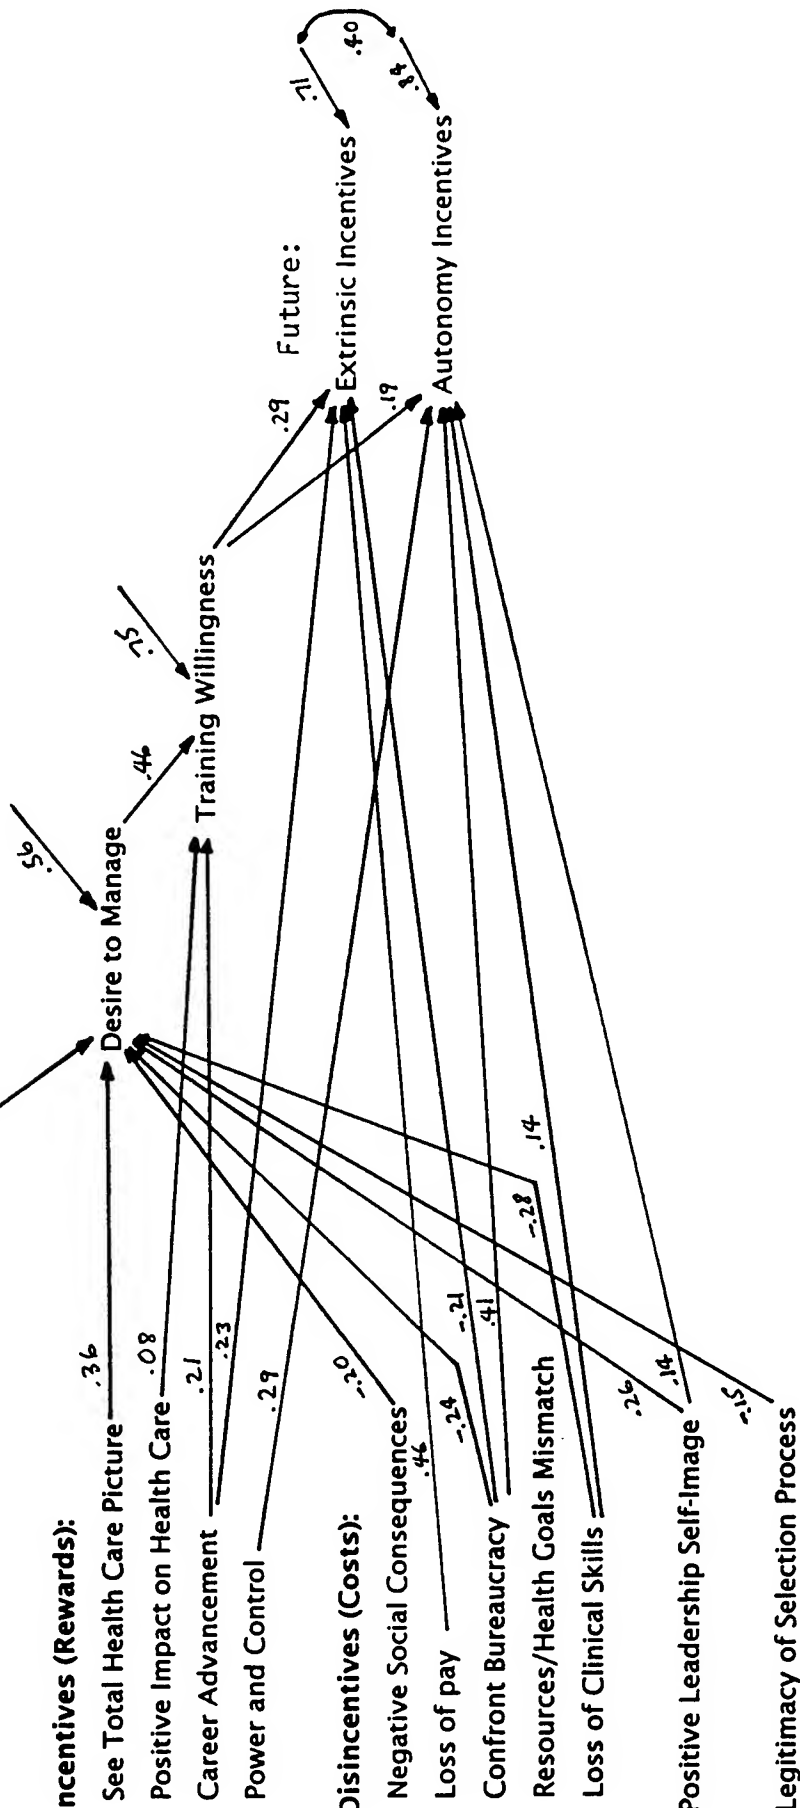 ncentives (Rewards):
See Total Health Care Picture .36
Positive Impact on Health Care .08
Career Advancement .21
.23
Power and Control .29
Disincentives (Costs):
Negative Social Consequences -.20
Loss of pay .46
Confront Bureaucracy -.24
-.21
.41
Resources/Health Goals Mismatch
Loss of Clinical Skills -.28
.14
Positive Leadership Self-Image .26
-.14
Legitimacy of Selection Process -.15
Desire to Manage
.56
.46
Training Willingness
.75
.29
.19
Future:
Extrinsic Incentives
.71
Autonomy Incentives
.84
.40